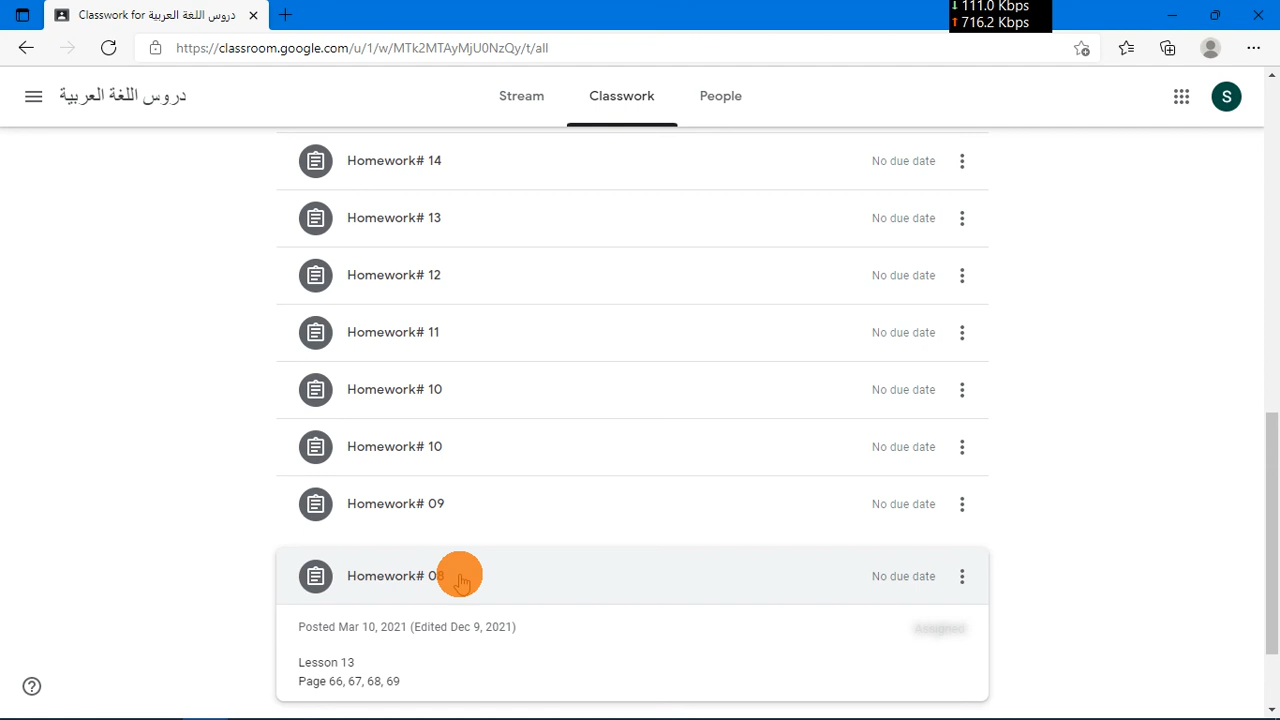 Classwork for دروس اللغة العربية
↓ 111.0 Kbps
↑ 716.2 Kbps
https://classroom.google.com/u/1/w/MTk2MTAyMjU0NzQy/t/all
دروس اللغة العربية
Stream Classwork People
S
Homework# 14 No due date
Homework# 13 No due date
Homework# 12 No due date
Homework# 11 No due date
Homework# 10 No due date
Homework# 10 No due date
Homework# 09 No due date
Homework# 08 No due date
Posted Mar 10, 2021 (Edited Dec 9, 2021) Assigned
Lesson 13
Page 66, 67, 68, 69